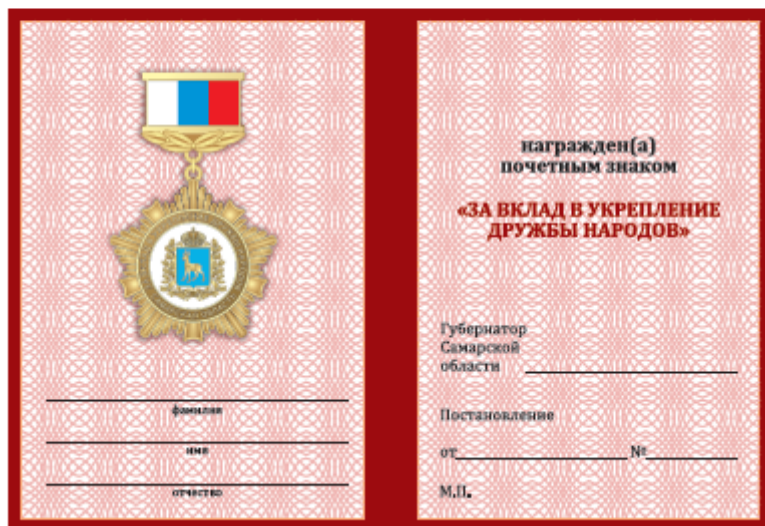 фамилия
имя
отчество
награжден(а)
почетным знаком
«ЗА ВКЛАД В УКРЕПЛЕНИЕ
ДРУЖБЫ НАРОДОВ»
Губернатор
Самарской
области
Постановление
от №
М.П.